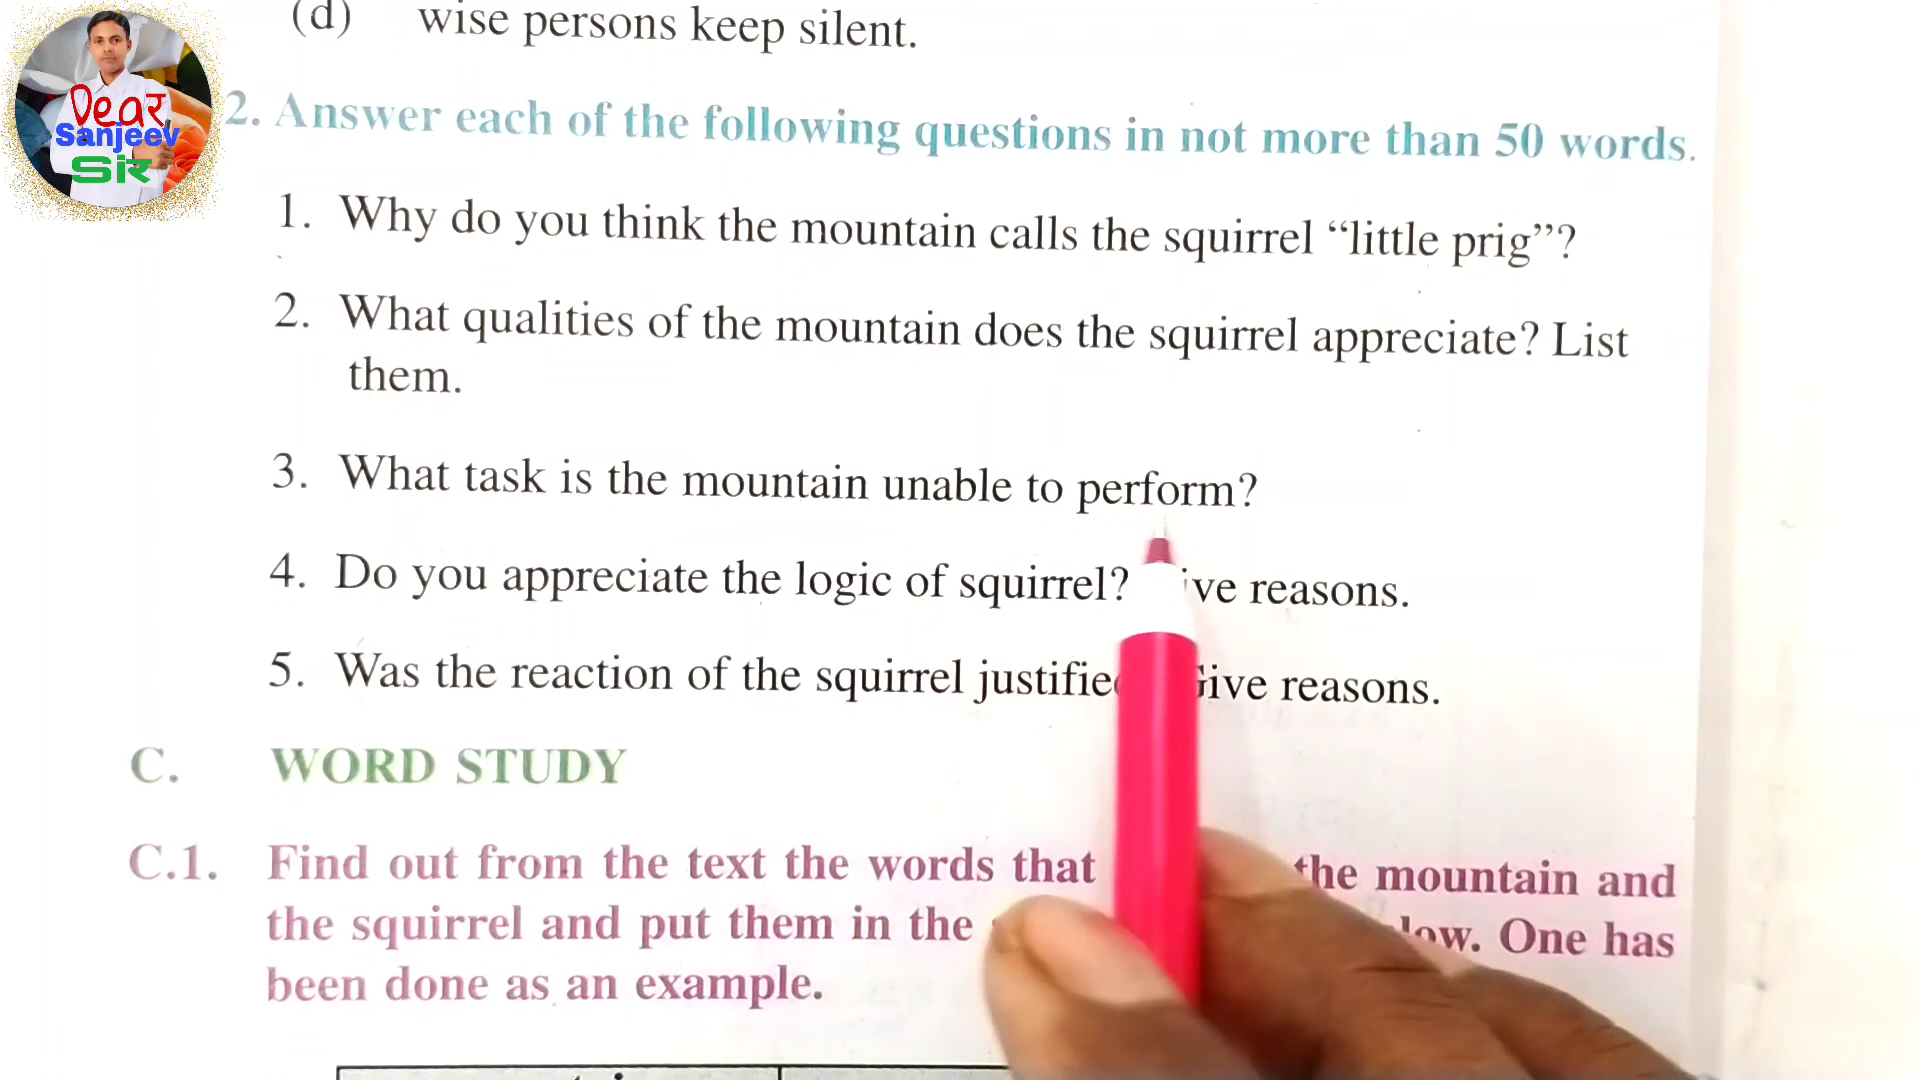 (d) wise persons keep silent.
Dear
Sanjeev
Sir
2. Answer each of the following questions in not more than 50 words.
1. Why do you think the mountain calls the squirrel “little prig”?
2. What qualities of the mountain does the squirrel appreciate? List
them.
3. What task is the mountain unable to perform?
4. Do you appreciate the logic of squirrel? reasons.
5. Was the reaction of the squirrel reasons.
C. WORD STUDY
C.1. Find out from the text the words that the mountain and
the squirrel and put them in the One has
been done as an example.